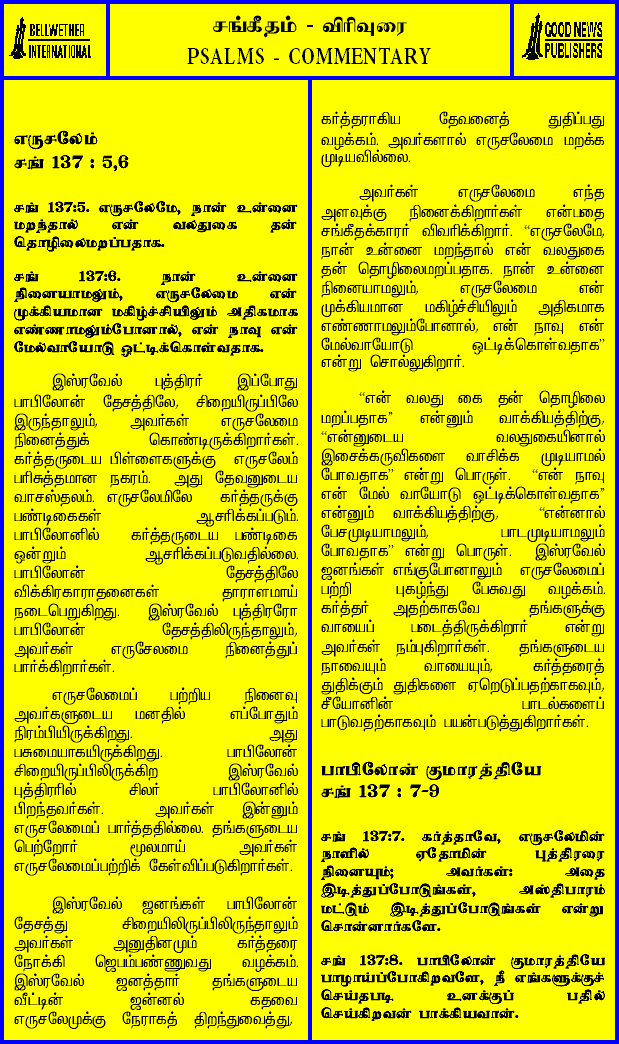 BELLWETHER
INTERNATIONAL
சங்கீதம் - விரிவுரை
PSALMS - COMMENTARY
GOOD NEWS
PUBLISHERS
எருசலேம்
சங் 137 : 5,6
சங் 137:5. எருசலேமே, நான் உன்னை
மறந்தால் என் வலதுகை தன்
தொழிலைமறப்பதாக.
சங் 137:6. நான் உன்னை
நினையாமலும், எருசலேமை என்
முக்கியமான மகிழ்ச்சியிலும் அதிகமாக
எண்ணாமலும்போனால், என் நாவு என்
மேல்வாயோடு ஒட்டிக்கொள்வதாக.
இஸ்ரவேல் புத்திரர் இப்போது
பாபிலோன் தேசத்திலே, சிறையிருப்பிலே
இருந்தாலும், அவர்கள் எருசலேமை
நினைத்துக் கொண்டிருக்கிறார்கள்.
கர்த்தருடைய பிள்ளைகளுக்கு எருசலேம்
பரிசுத்தமான நகரம். அது தேவனுடைய
வாசஸ்தலம். எருசலேமிலே கர்த்தருக்கு
பண்டிகைகள் ஆசரிக்கப்படும்.
பாபிலோனில் கர்த்தருடைய பண்டிகை
ஒன்றும் ஆசரிக்கப்படுவதில்லை.
பாபிலோன் தேசத்திலே
விக்கிரகாராதனைகள் தாராளமாய்
நடைபெறுகிறது. இஸ்ரவேல் புத்திரரோ
பாபிலோன் தேசத்திலிருந்தாலும்,
அவர்கள் எருசேலமை நினைத்துப்
பார்க்கிறார்கள்.
எருசலேமைப் பற்றிய நினைவு
அவர்களுடைய மனதில் எப்போதும்
நிரம்பியிருக்கிறது. அது
பசுமையாகயிருக்கிறது. பாபிலோன்
சிறையிருப்பிலிருக்கிற இஸ்ரவேல்
புத்திரரில் சிலர் பாபிலோனில்
பிறந்தவர்கள். அவர்கள் இன்னும்
எருசலேமைப் பார்த்ததில்லை. தங்களுடைய
பெற்றோர் மூலமாய் அவர்கள்
எருசலேமைப்பற்றிக் கேள்விப்படுகிறார்கள்.
இஸ்ரவேல் ஜனங்கள் பாபிலோன்
தேசத்து சிறையிலிருப்பிலிருந்தாலும்
அவர்கள் அனுதினமும் கர்த்தரை
நோக்கி ஜெபம்பண்ணுவது வழக்கம்.
இஸ்ரவேல் ஜனத்தார் தங்களுடைய
வீட்டின் ஜன்னல் கதவை
எருசலேமுக்கு நேராகத் திறந்துவைத்து,
கர்த்தராகிய தேவனைத் துதிப்பது
வழக்கம். அவர்களால் எருசலேமை மறக்க
முடியவில்லை.
அவர்கள் எருசலேமை எந்த
அளவுக்கு நினைக்கிறார்கள் என்பதை
சங்கீதக்காரர் விவரிக்கிறார். “எருசலேமே,
நான் உன்னை மறந்தால் என் வலதுகை
தன் தொழிலைமறப்பதாக. நான் உன்னை
நினையாமலும், எருசலேமை என்
முக்கியமான மகிழ்ச்சியிலும் அதிகமாக
எண்ணாமலும்போனால், என் நாவு என்
மேல்வாயோடு ஒட்டிக்கொள்வதாக”
என்று சொல்லுகிறார்.
“என் வலது கை தன் தொழிலை
மறப்பதாக” என்னும் வாக்கியத்திற்கு,
“என்னுடைய வலதுகையினால்
இசைக்கருவிகளை வாசிக்க முடியாமல்
போவதாக” என்று பொருள். “என் நாவு
என் மேல் வாயோடு ஒட்டிக்கொள்வதாக”
என்னும் வாக்கியத்திற்கு, “என்னால்
பேசமுடியாமலும், பாடமுடியாமலும்
போவதாக” என்று பொருள். இஸ்ரவேல்
ஜனங்கள் எங்குபோனாலும் எருசலேமைப்
பற்றி புகழ்ந்து பேசுவது வழக்கம்.
கர்த்தர் அதற்காகவே தங்களுக்கு
வாயைப் படைத்திருக்கிறார் என்று
அவர்கள் நம்புகிறார்கள். தங்களுடைய
நாவையும் வாயையும், கர்த்தரைத்
துதிக்கும் துதிகளை ஏறெடுப்பதற்காகவும்,
சீயோனின் பாடல்களைப்
பாடுவதற்காகவும் பயன்படுத்துகிறார்கள்.
பாபிலோன் குமாரத்தியே
சங் 137 : 7-9
சங் 137:7. கர்த்தாவே, எருசலேமின்
நாளில் ஏதோமின் புத்திரரை
நினையும்; அவர்கள்: அதை
இடித்துப்போடுங்கள், அஸ்திபாரம்
மட்டும் இடித்துப்போடுங்கள் என்று
சொன்னார்களே.
சங் 137:8. பாபிலோன் குமாரத்தியே
பாழாய்ப்போகிறவளே, நீ எங்களுக்குச்
செய்தபடி உனக்குப் பதில்
செய்கிறவன் பாக்கியவான்.